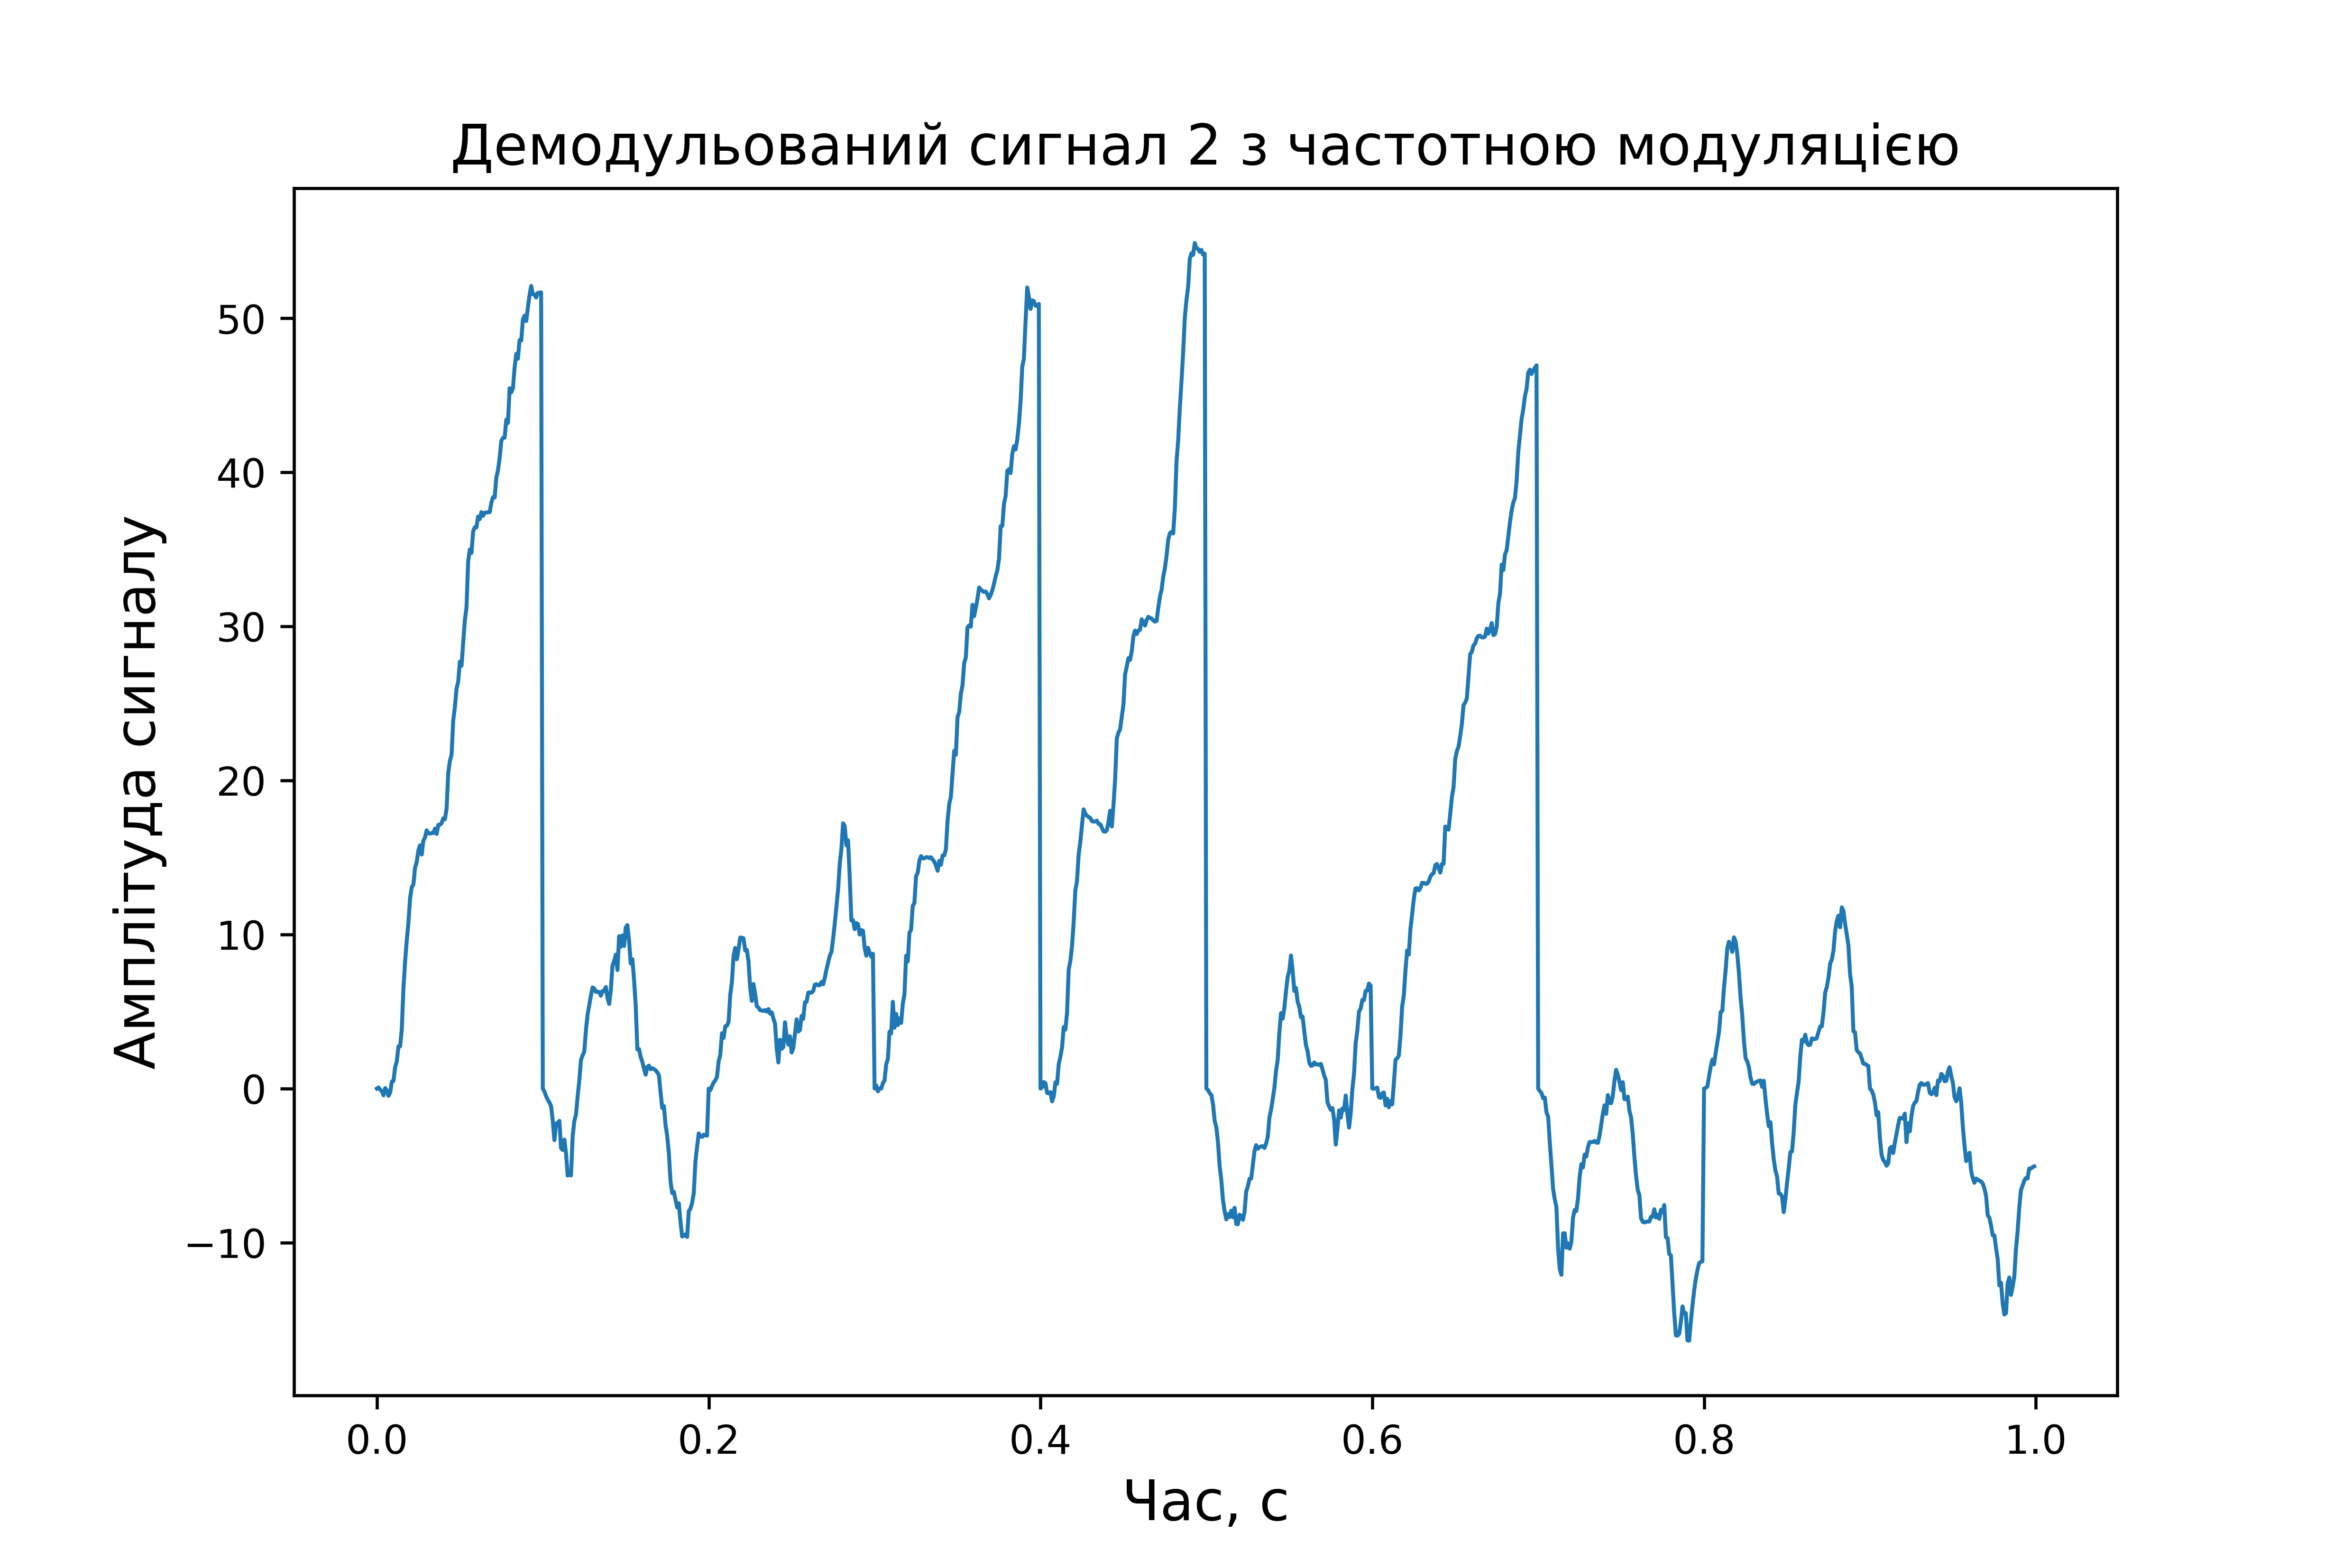 Демодульований сигнал 2 з частотною модуляцією
Амплітуда сигналу
50
40
30
20
10
0
−10
0.0 0.2 0.4 0.6 0.8 1.0
Час, с